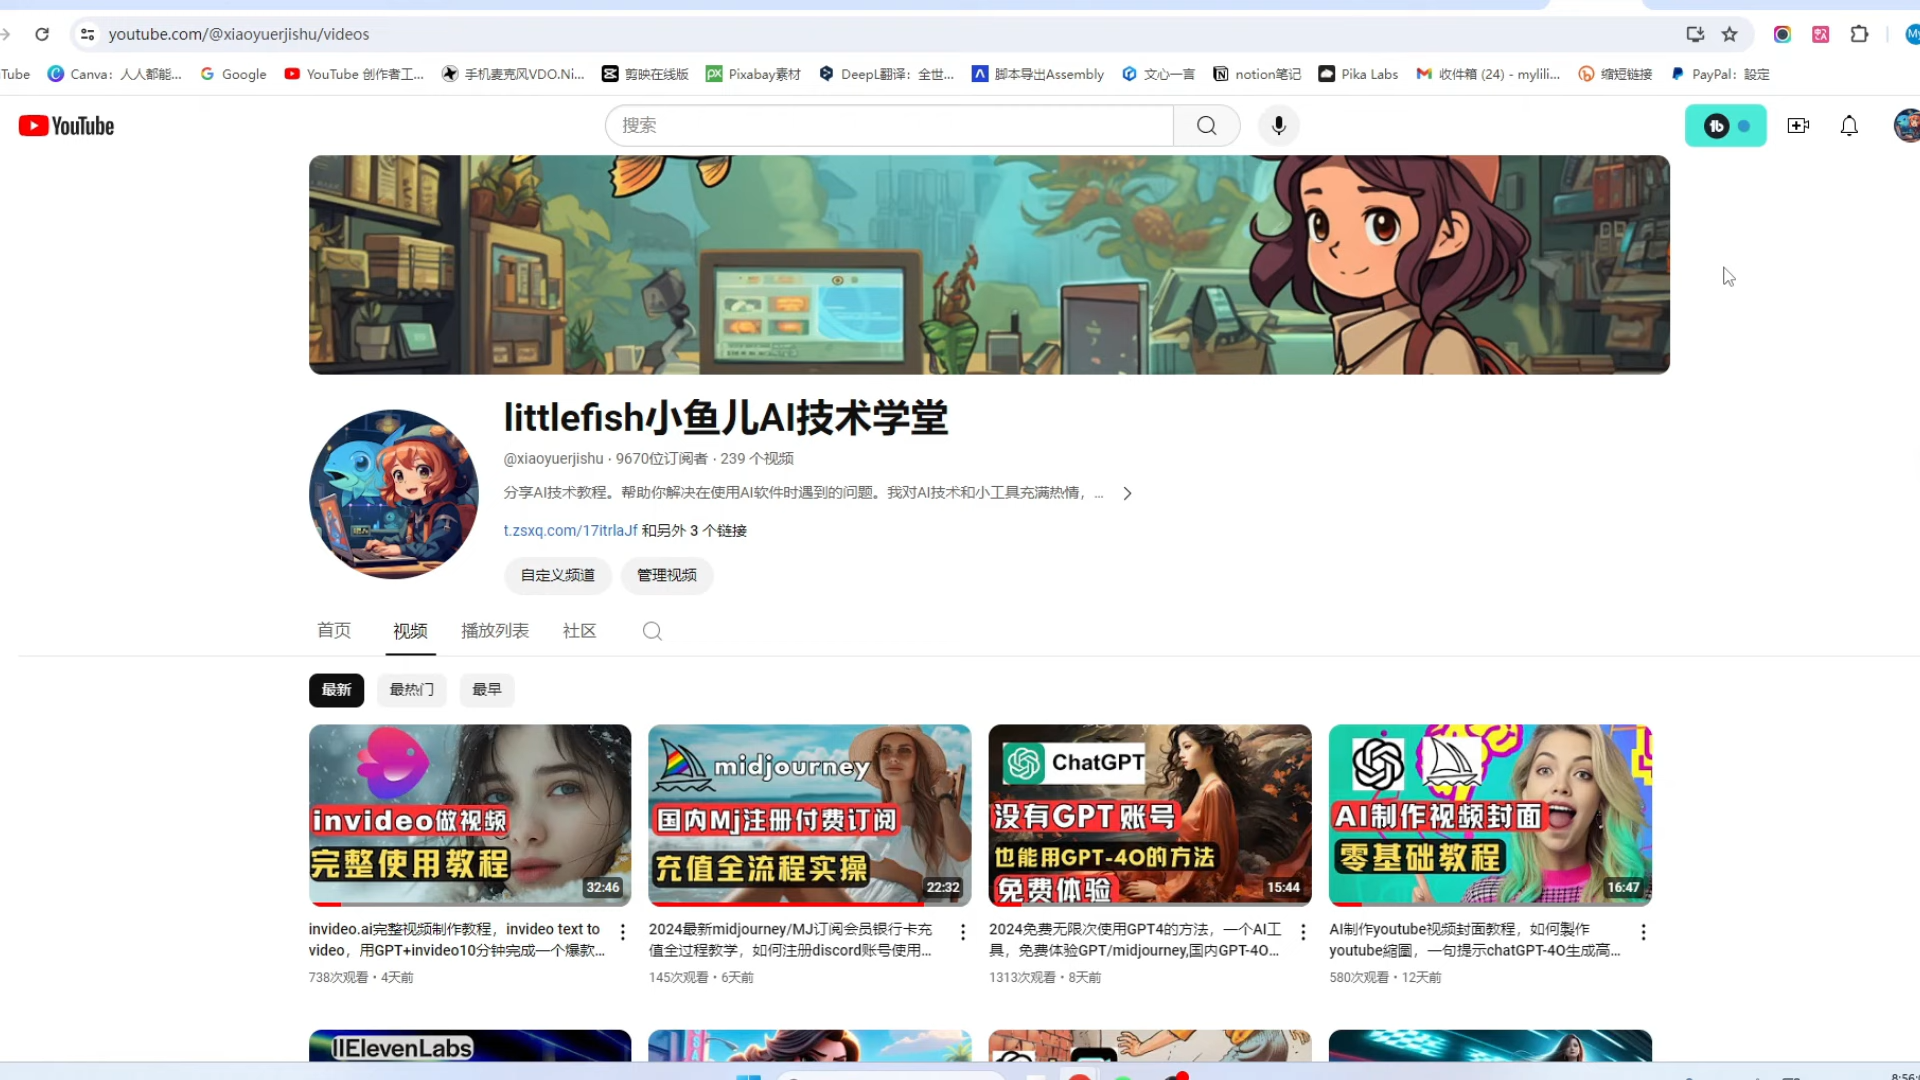 youtube.com/@xiaoyuerjishu/videos
Tube Canva：人人都能... Google YouTube 创作者工... 手机麦克风VDO.Ni... 剪映在线版 Pixabay素材 DeepL翻译：全世... 脚本导出Assembly 文心一言 notion笔记 Pika Labs 收件箱 (24) - mylili... 缩短链接 PayPal：設定
YouTube
搜索
littlefish小鱼儿AI技术学堂
@xiaoyuerjishu · 9670位订阅者 · 239 个视频
分享AI技术教程。帮助你解决在使用AI软件时遇到的问题。我对AI技术和小工具充满热情，...
t.zsxq.com/17itrlaJf 和另外 3 个链接
自定义频道 管理视频
首页 视频 播放列表 社区
最新 最热门 最早
invideo做视频
完整使用教程
32:46
midjourney
国内Mj注册付费订阅
充值全流程实操
22:32
ChatGPT
没有GPT账号
也能用GPT-4O的方法
免费体验
15:44
AI制作视频封面
零基础教程
16:47
invideo.ai完整视频制作教程，invideo text to
video，用GPT+invideo10分钟完成一个爆款...
738次观看 · 4天前
2024最新midjourney/MJ订阅会员银行卡充
值全过程教学，如何注册discord账号使用...
145次观看 · 6天前
2024免费无限次使用GPT4的方法，一个AI工
具，免费体验GPT/midjourney,国内GPT-4O...
1313次观看 · 8天前
AI制作youtube视频封面教程，如何製作
youtube縮圖，一句提示chatGPT-4O生成高...
580次观看 · 12天前
IIElevenLabs